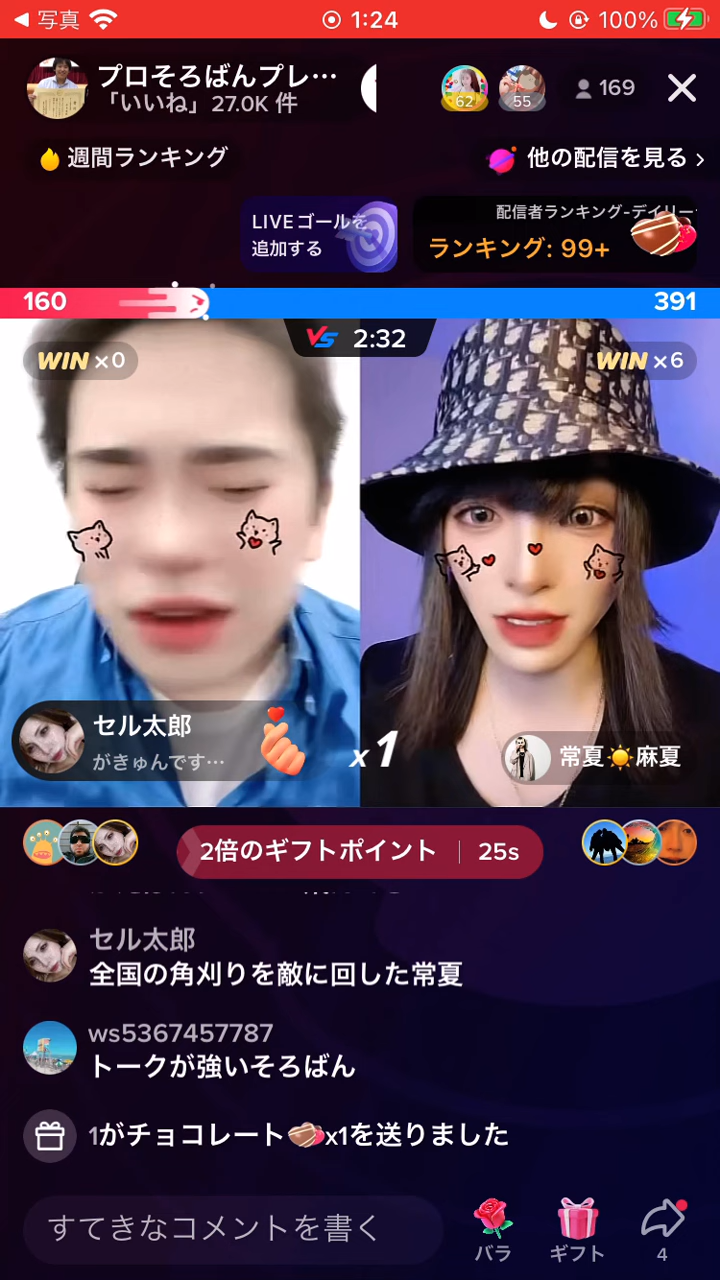 写真
1:24
100%
プロそろばんプレ…
「いいね」27.0K 件
62
55
169
週間ランキング
他の配信を見る
LIVEゴールを
追加する
配信者ランキング-デイリー
ランキング: 99+
160
391
VS 2:32
WIN ×0
WIN ×6
セル太郎
がきゅんです…
x1
常夏☀️麻夏
2倍のギフトポイント | 25s
セル太郎
全国の角刈りを敵に回した常夏
ws5367457787
トークが強いそろばん
1がチョコレートx1を送りました
すてきなコメントを書く
バラ
ギフト
4